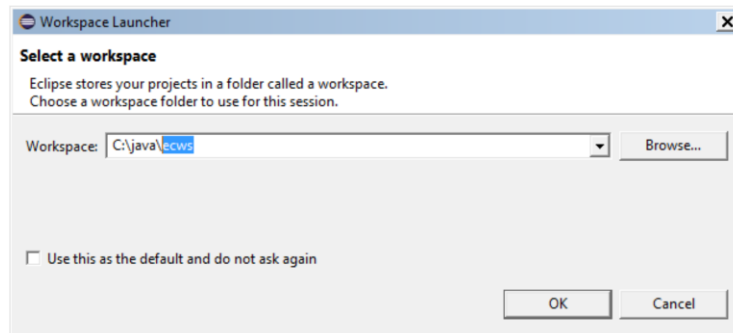 Workspace Launcher
Select a workspace
Eclipse stores your projects in a folder called a workspace.
Choose a workspace folder to use for this session.
Workspace: C:\java\ecws Browse...
Use this as the default and do not ask again
OK Cancel